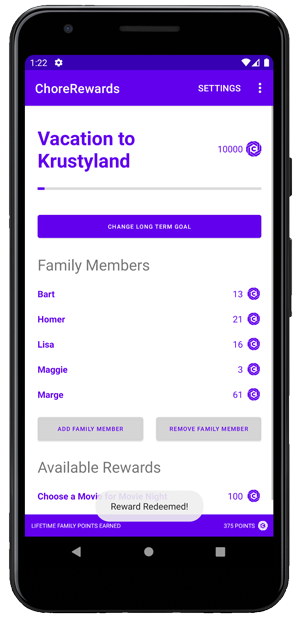 1:22
ChoreRewards SETTINGS
Vacation to
Krustyland
10000
CHANGE LONG TERM GOAL
Family Members
Bart 13
Homer 21
Lisa 16
Maggie 3
Marge 61
ADD FAMILY MEMBER REMOVE FAMILY MEMBER
Available Rewards
Choose a Movie for Movie Night 100
Reward Redeemed!
LIFETIME FAMILY POINTS EARNED 375 POINTS